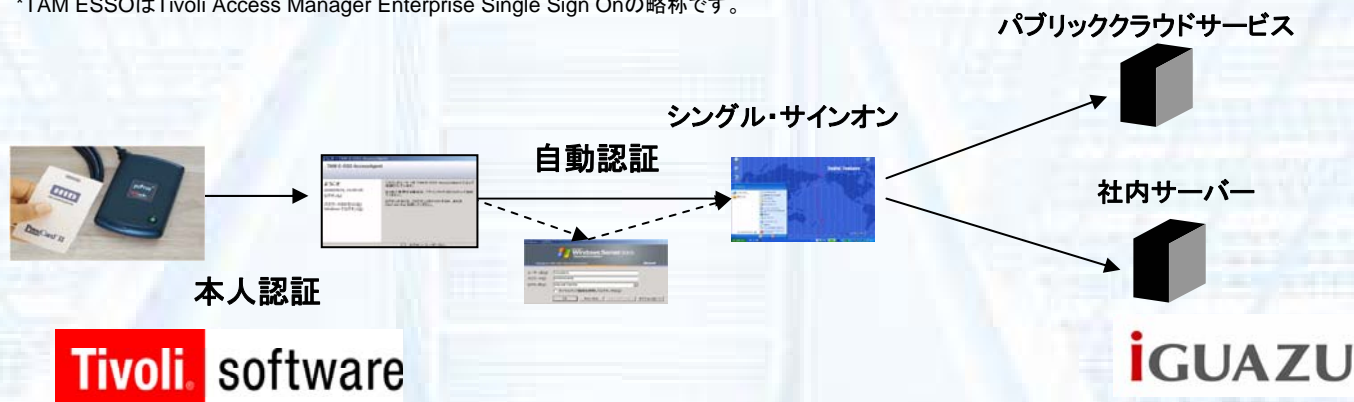 *TAM ESSOはTivoli Access Manager Enterprise Single Sign Onの略称です。
パブリッククラウドサービス
シングル・サインオン
自動認証
社内サーバー
本人認証
Tivoli. software
iGUAZU